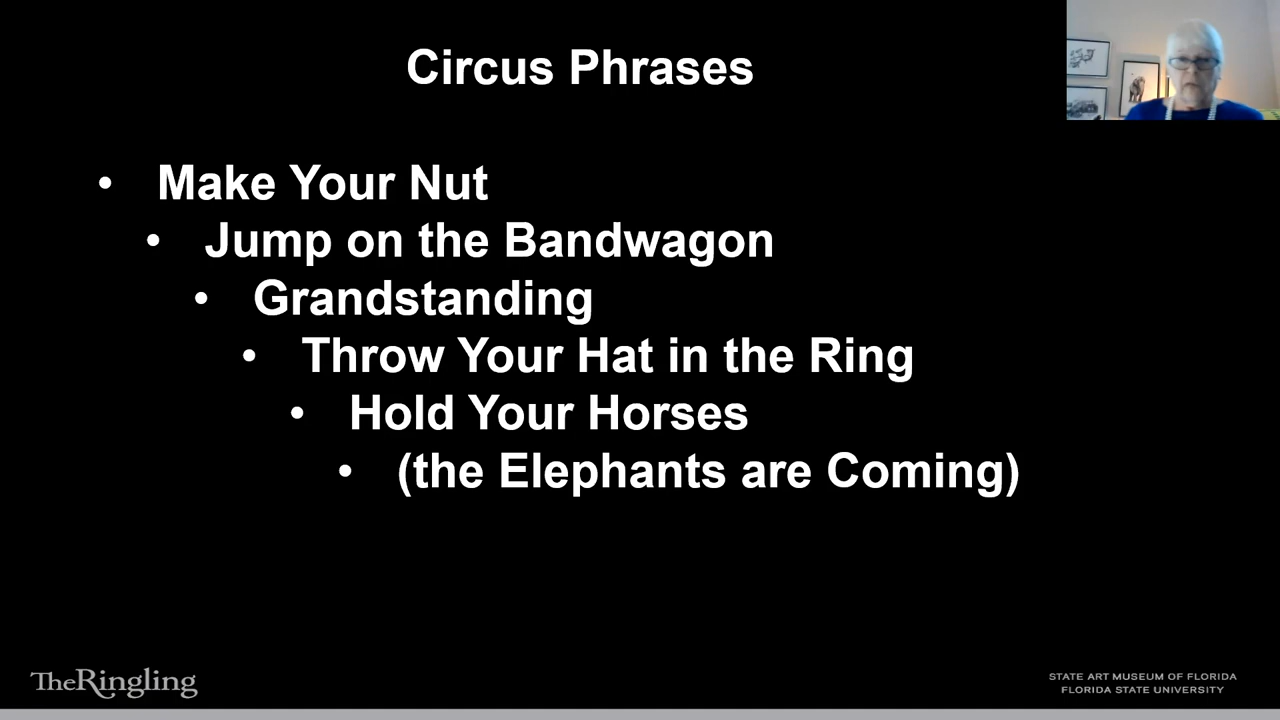 Circus Phrases
• Make Your Nut
• Jump on the Bandwagon
• Grandstanding
• Throw Your Hat in the Ring
• Hold Your Horses
• (the Elephants are Coming)
TheRingling
STATE ART MUSEUM OF FLORIDA
FLORIDA STATE UNIVERSITY